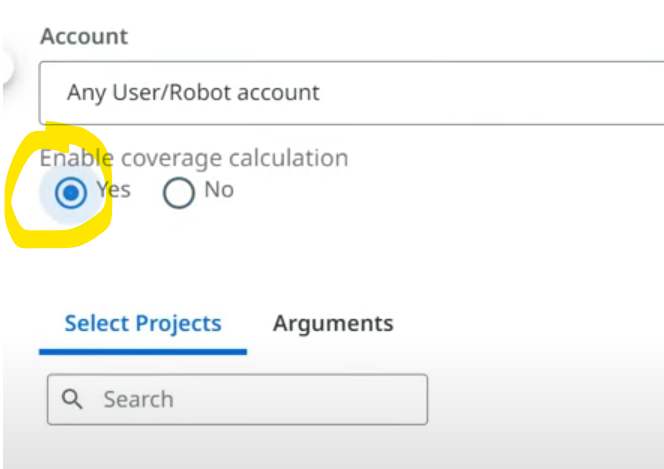 Account
Any User/Robot account
Enable coverage calculation
Yes No
Select Projects Arguments
Search